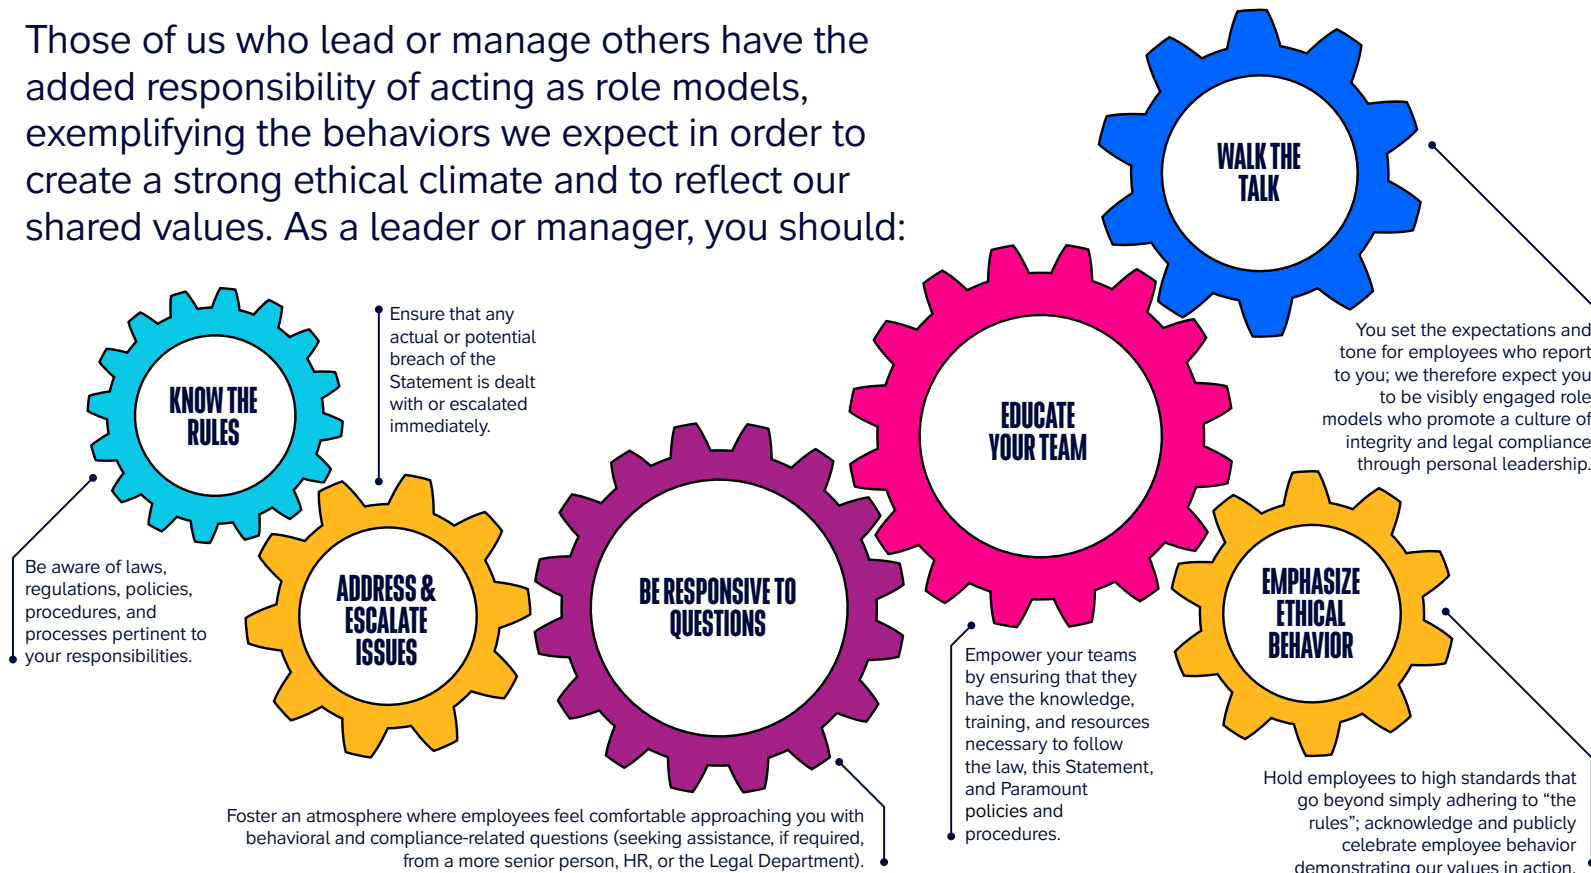 Those of us who lead or manage others have the
added responsibility of acting as role models,
exemplifying the behaviors we expect in order to
create a strong ethical climate and to reflect our
shared values. As a leader or manager, you should:
KNOW THE
RULES
Be aware of laws,
regulations, policies,
procedures, and
processes pertinent to
your responsibilities.
ADDRESS &
ESCALATE
ISSUES
Ensure that any
actual or potential
breach of the
Statement is dealt
with or escalated
immediately.
BE RESPONSIVE TO
QUESTIONS
Foster an atmosphere where employees feel comfortable approaching you with
behavioral and compliance-related questions (seeking assistance, if required,
from a more senior person, HR, or the Legal Department).
EDUCATE
YOUR TEAM
Empower your teams
by ensuring that they
have the knowledge,
training, and resources
necessary to follow
the law, this Statement,
and Paramount
policies and
procedures.
WALK THE
TALK
You set the expectations and
tone for employees who report
to you; we therefore expect you
to be visibly engaged role
models who promote a culture of
integrity and legal compliance
through personal leadership.
EMPHASIZE
ETHICAL
BEHAVIOR
Hold employees to high standards that
go beyond simply adhering to “the
rules”; acknowledge and publicly
celebrate employee behavior
demonstrating our values in action.